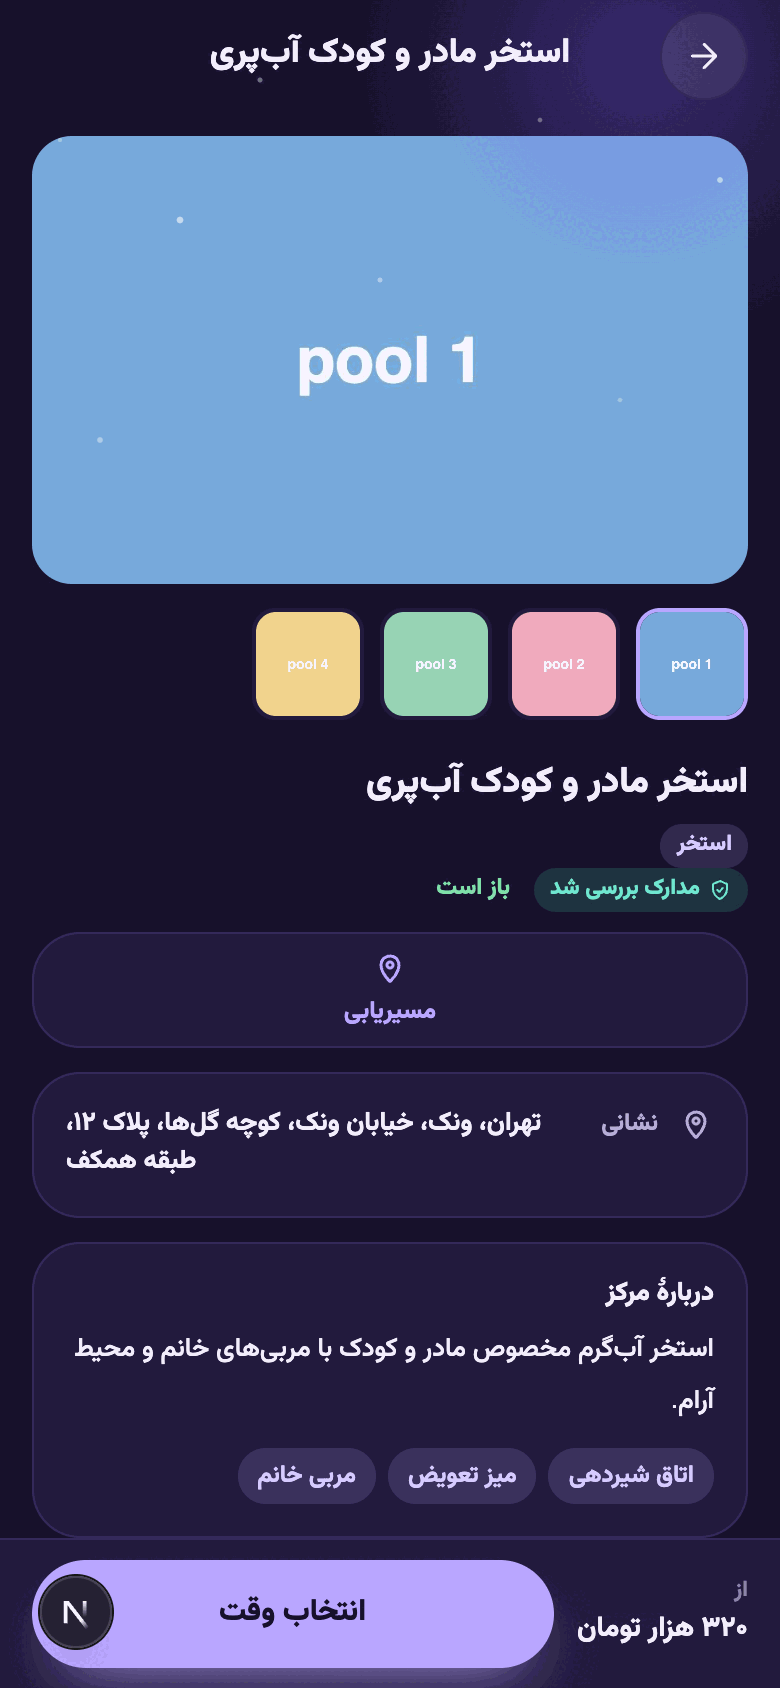 استخر مادر و کودک آب‌پری
pool 1
pool 1
pool 2
pool 3
pool 4
استخر مادر و کودک آب‌پری
استخر
مدارک بررسی شد
باز است
مسیریابی
نشانی
تهران، ونک، خیابان ونک، کوچه گل‌ها، پلاک ۱۲،
طبقه همکف
دربارهٔ مرکز
استخر آب‌گرم مخصوص مادر و کودک با مربی‌های خانم و محیط
آرام.
اتاق شیردهی
میز تعویض
مربی خانم
از
۳۲۰ هزار تومان
انتخاب وقت
N